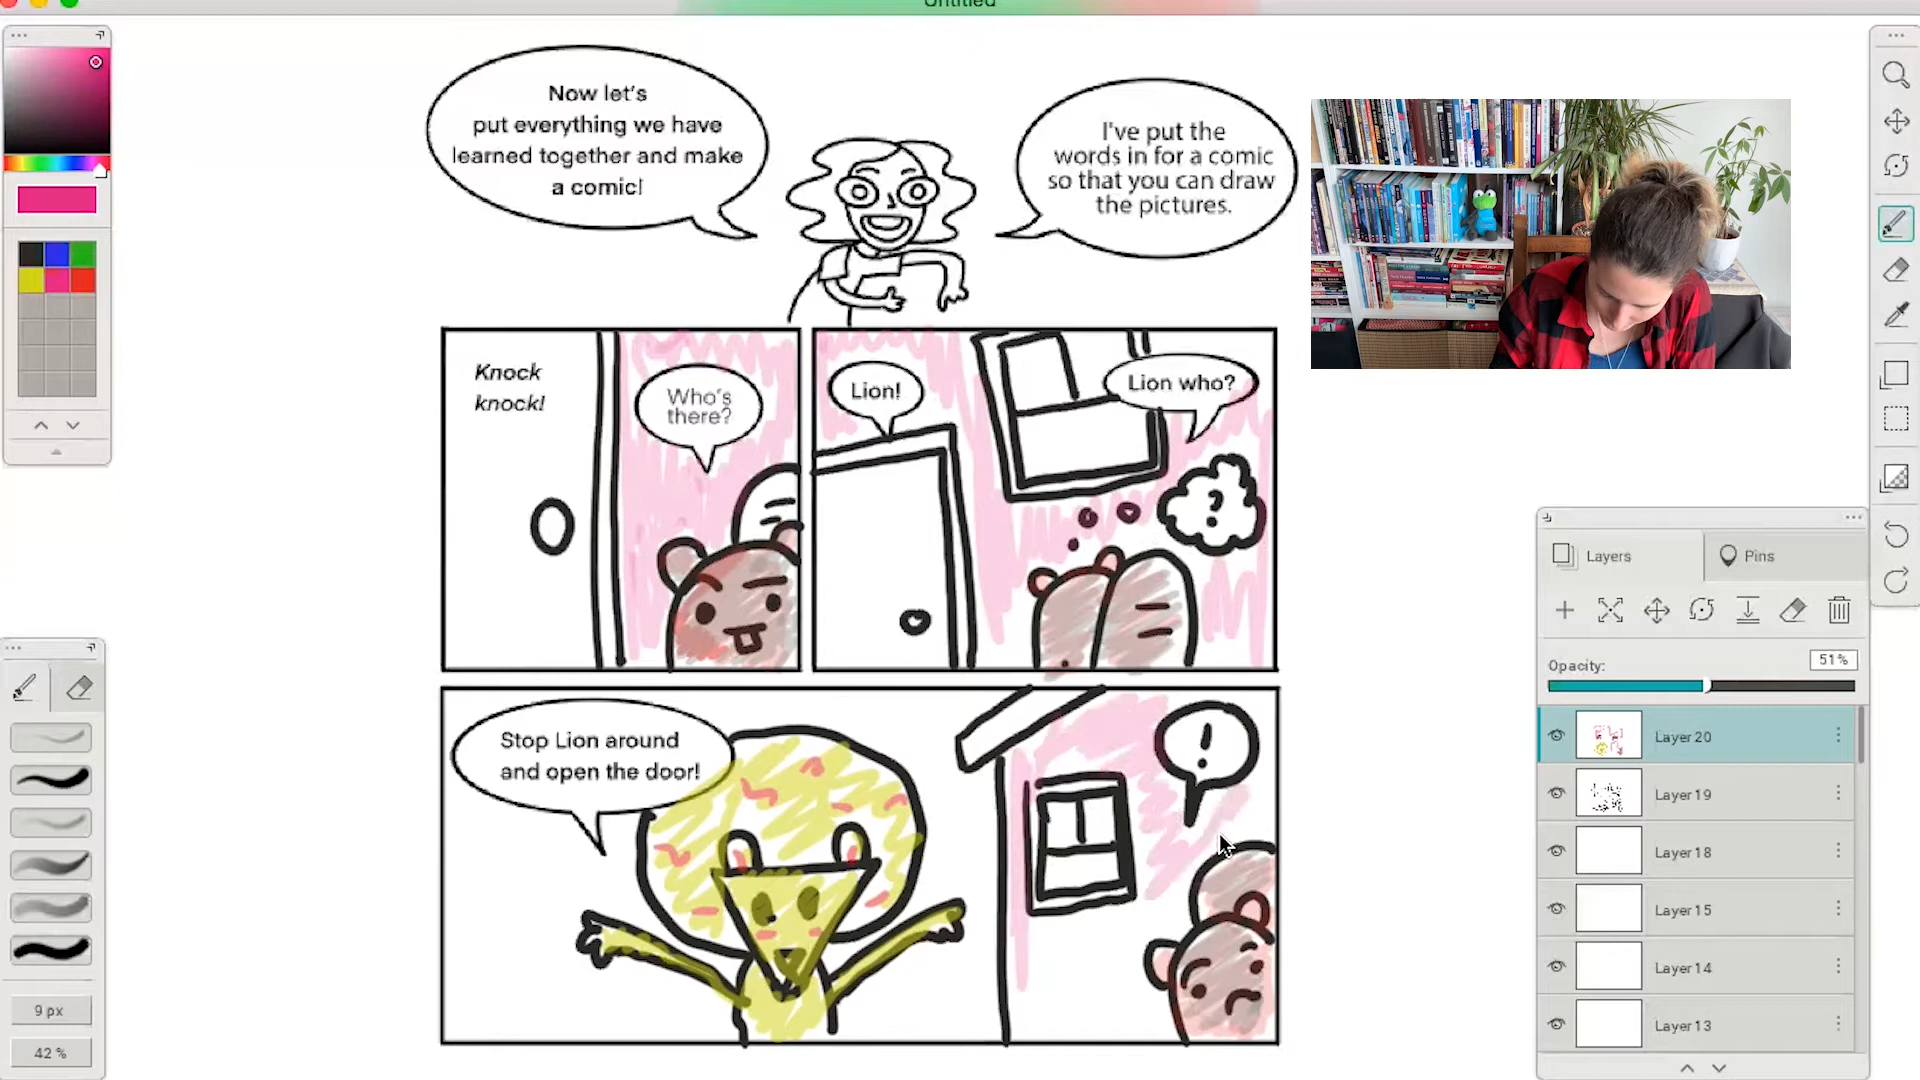 Untitled
Now let's
put everything we have
learned together and make
a comic!
I've put the
words in for a comic
so that you can draw
the pictures.
Knock
knock!
Who's
there?
Lion!
Lion who?
?
Stop Lion around
and open the door!
!
Layers
Pins
Opacity:
51%
Layer 20
Layer 19
Layer 18
Layer 15
Layer 14
Layer 13
9 px
42 %